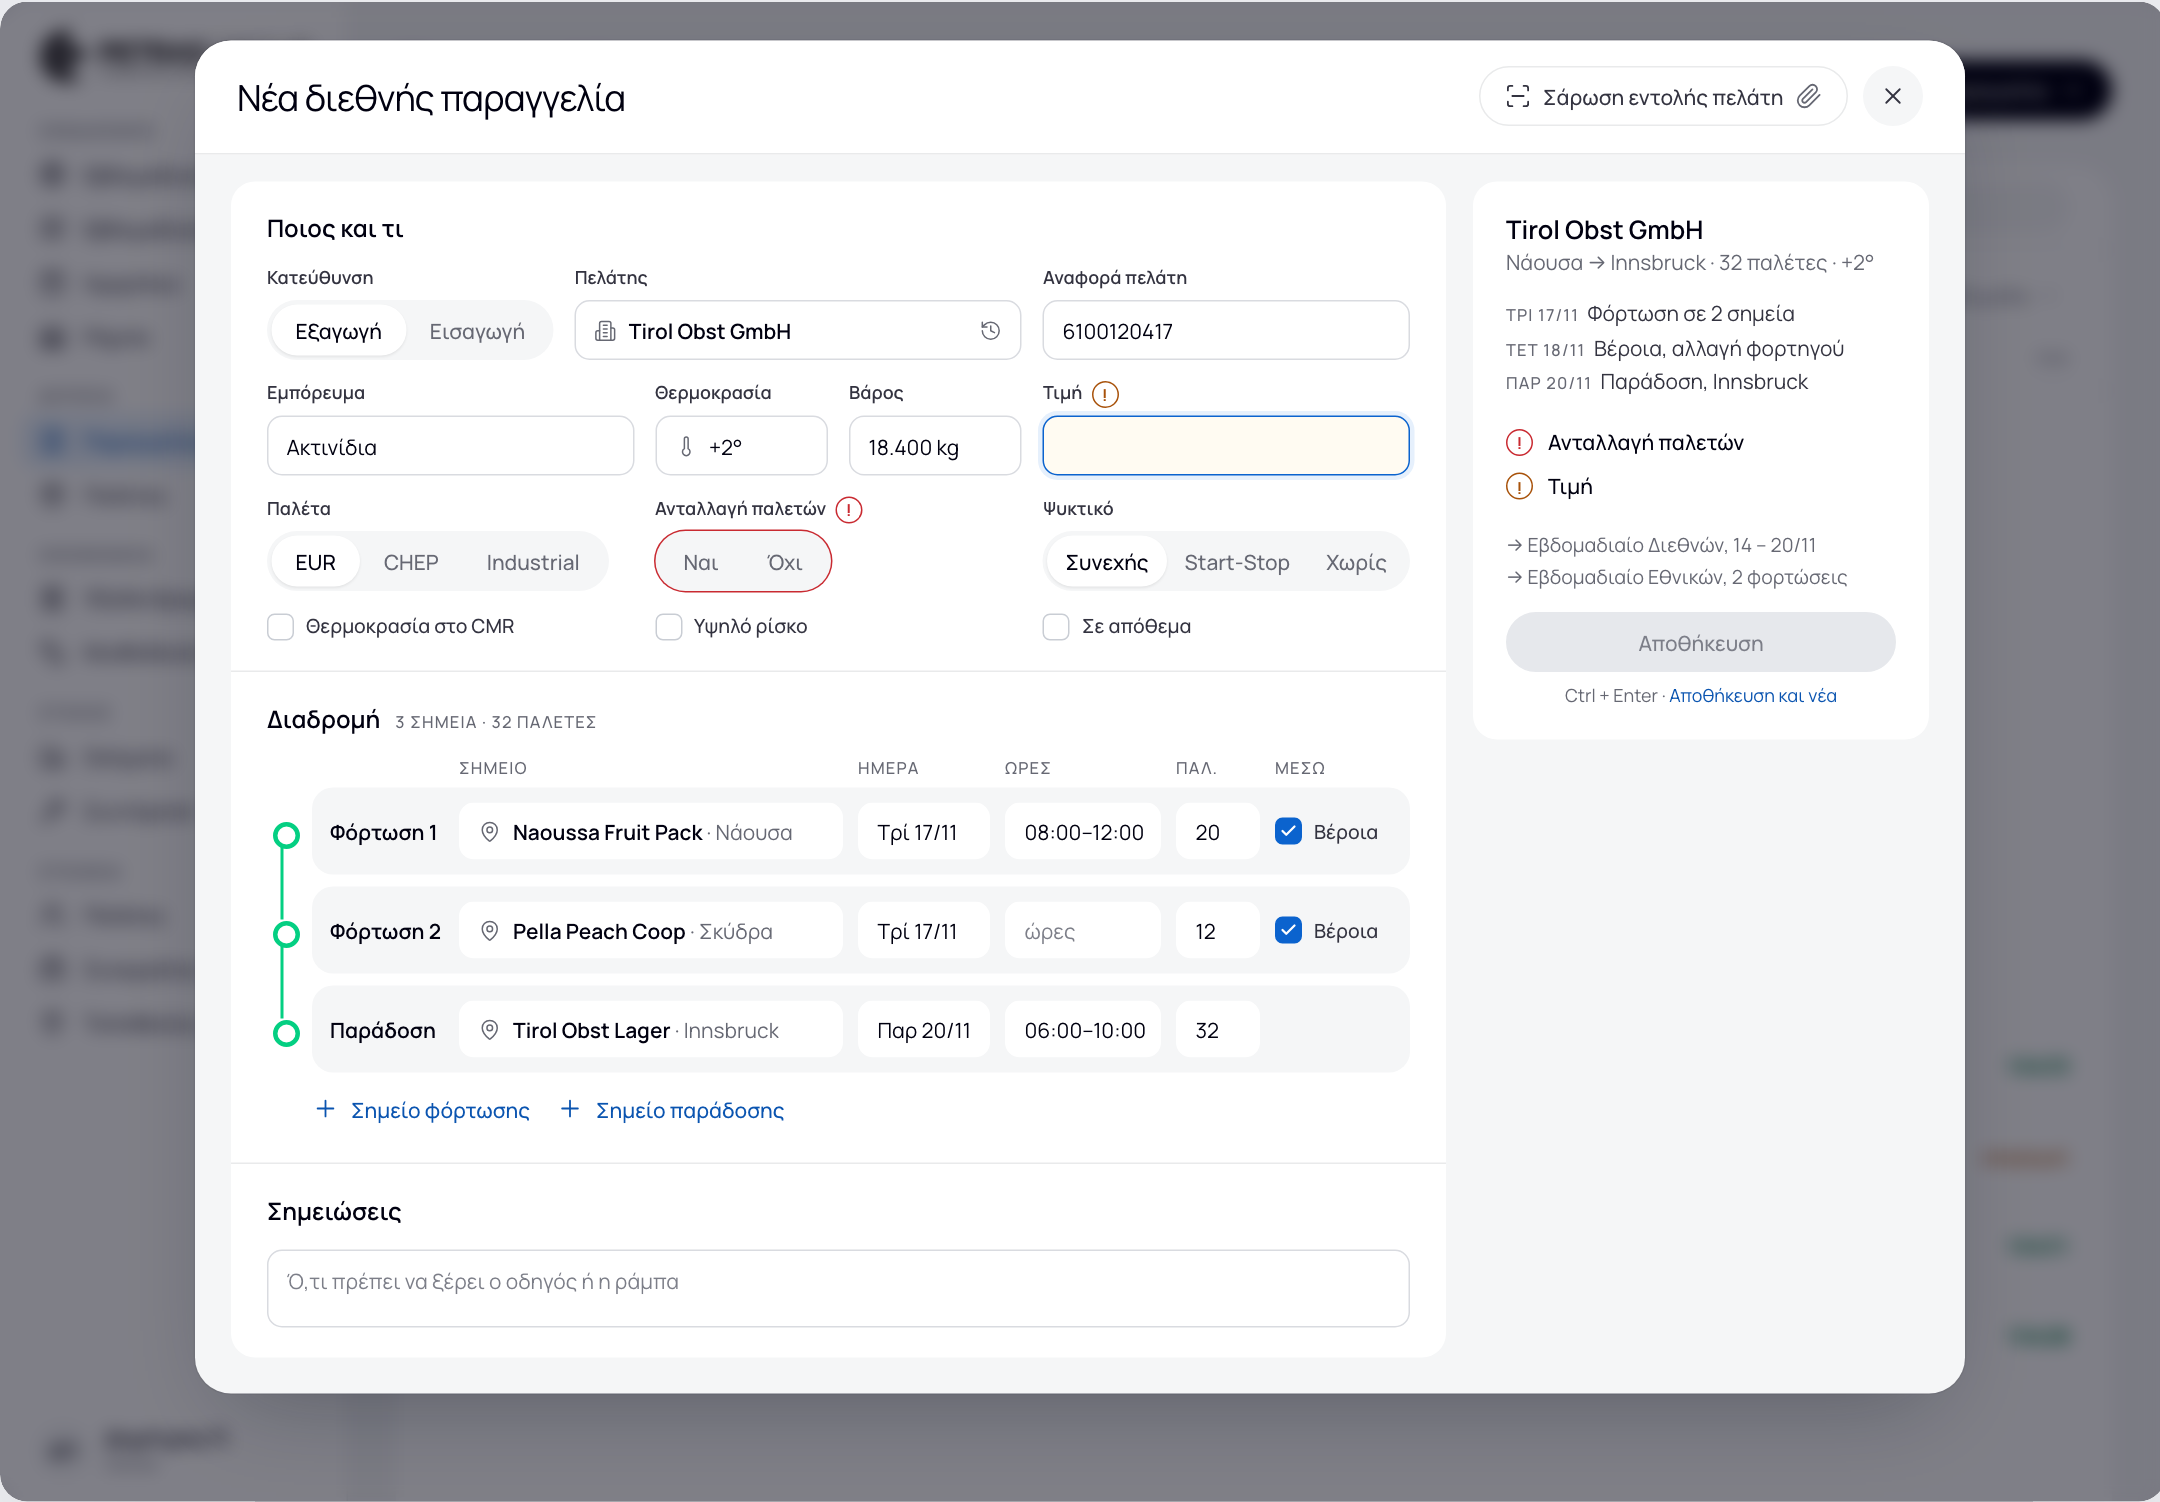 Νέα διεθνής παραγγελία
Σάρωση εντολής πελάτη
Ποιος και τι
Κατεύθυνση
Πελάτης
Αναφορά πελάτη
Εξαγωγή
Εισαγωγή
Tirol Obst GmbH
6100120417
Εμπόρευμα
Θερμοκρασία
Βάρος
Τιμή
Ακτινίδια
+2°
18.400 kg
Παλέτα
Ανταλλαγή παλετών
Ψυκτικό
EUR
CHEP
Industrial
Ναι
Όχι
Συνεχής
Start-Stop
Χωρίς
Θερμοκρασία στο CMR
Υψηλό ρίσκο
Σε απόθεμα
Διαδρομή 3 ΣΗΜΕΙΑ · 32 ΠΑΛΕΤΕΣ
ΣΗΜΕΙΟ
ΗΜΕΡΑ
ΩΡΕΣ
ΠΑΛ.
ΜΕΣΩ
Φόρτωση 1
Naoussa Fruit Pack · Νάουσα
Τρί 17/11
08:00–12:00
20
Βέροια
Φόρτωση 2
Pella Peach Coop · Σκύδρα
Τρί 17/11
ώρες
12
Βέροια
Παράδοση
Tirol Obst Lager · Innsbruck
Παρ 20/11
06:00–10:00
32
+ Σημείο φόρτωσης
+ Σημείο παράδοσης
Σημειώσεις
Ό,τι πρέπει να ξέρει ο οδηγός ή η ράμπα
Tirol Obst GmbH
Νάουσα → Innsbruck · 32 παλέτες · +2°
ΤΡΙ 17/11 Φόρτωση σε 2 σημεία
ΤΕΤ 18/11 Βέροια, αλλαγή φορτηγού
ΠΑΡ 20/11 Παράδοση, Innsbruck
Ανταλλαγή παλετών
Τιμή
→ Εβδομαδιαίο Διεθνών, 14 – 20/11
→ Εβδομαδιαίο Εθνικών, 2 φορτώσεις
Αποθήκευση
Ctrl + Enter · Αποθήκευση και νέα